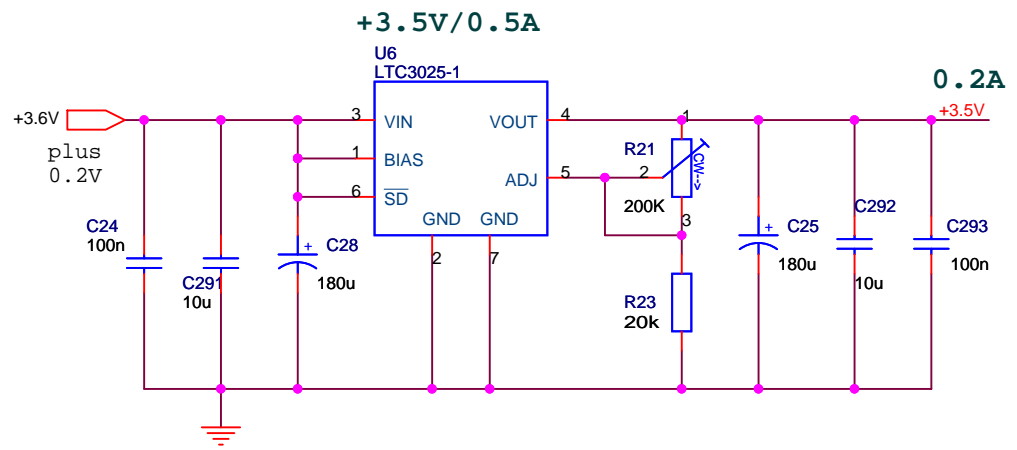 +3.5V/0.5A
U6
LTC3025-1
0.2A
+3.5V
+3.6V
plus
0.2V
3
VIN
VOUT
4
1
1
BIAS
R21
2
CW-->
ADJ
5
6
SD
200K
3
GND
GND
2
7
C24
100n
C291
10u
C28
180u
R23
20k
C25
180u
C292
10u
C293
100n